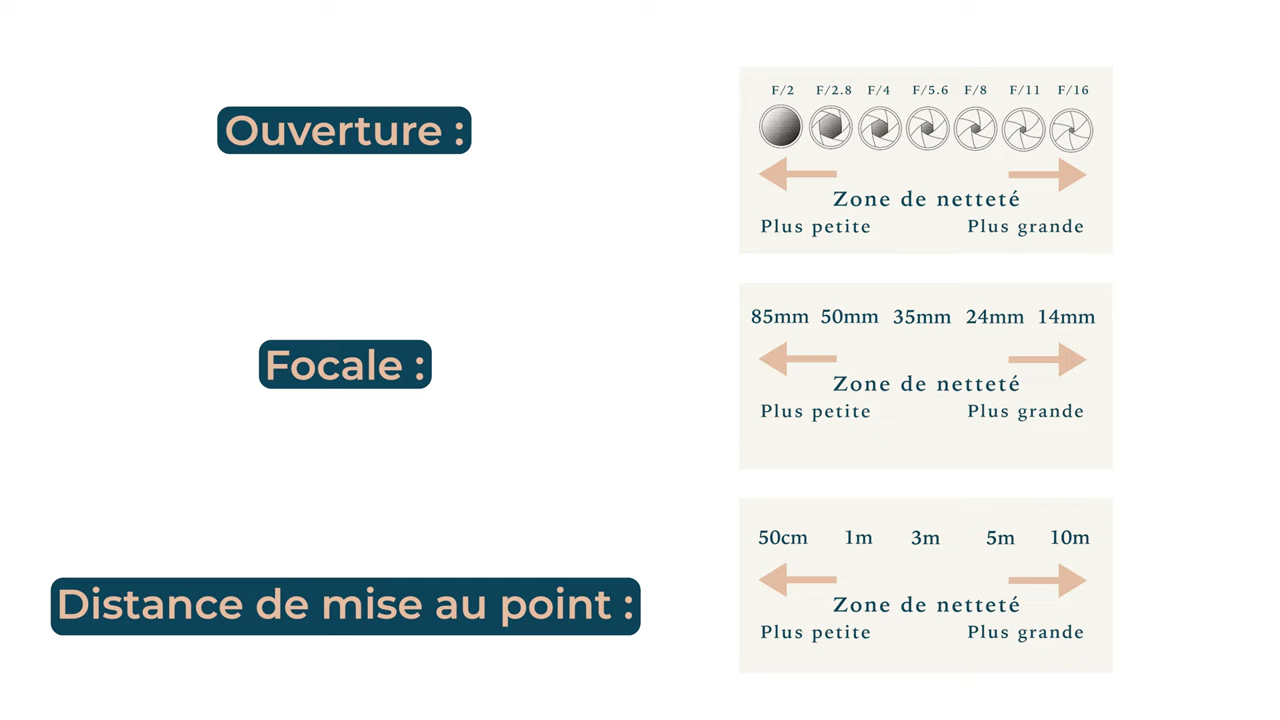 Ouverture :
F/2 F/2.8 F/4 F/5.6 F/8 F/11 F/16
Zone de netteté
Plus petite Plus grande
Focale :
85mm 50mm 35mm 24mm 14mm
Zone de netteté
Plus petite Plus grande
Distance de mise au point :
50cm 1m 3m 5m 10m
Zone de netteté
Plus petite Plus grande